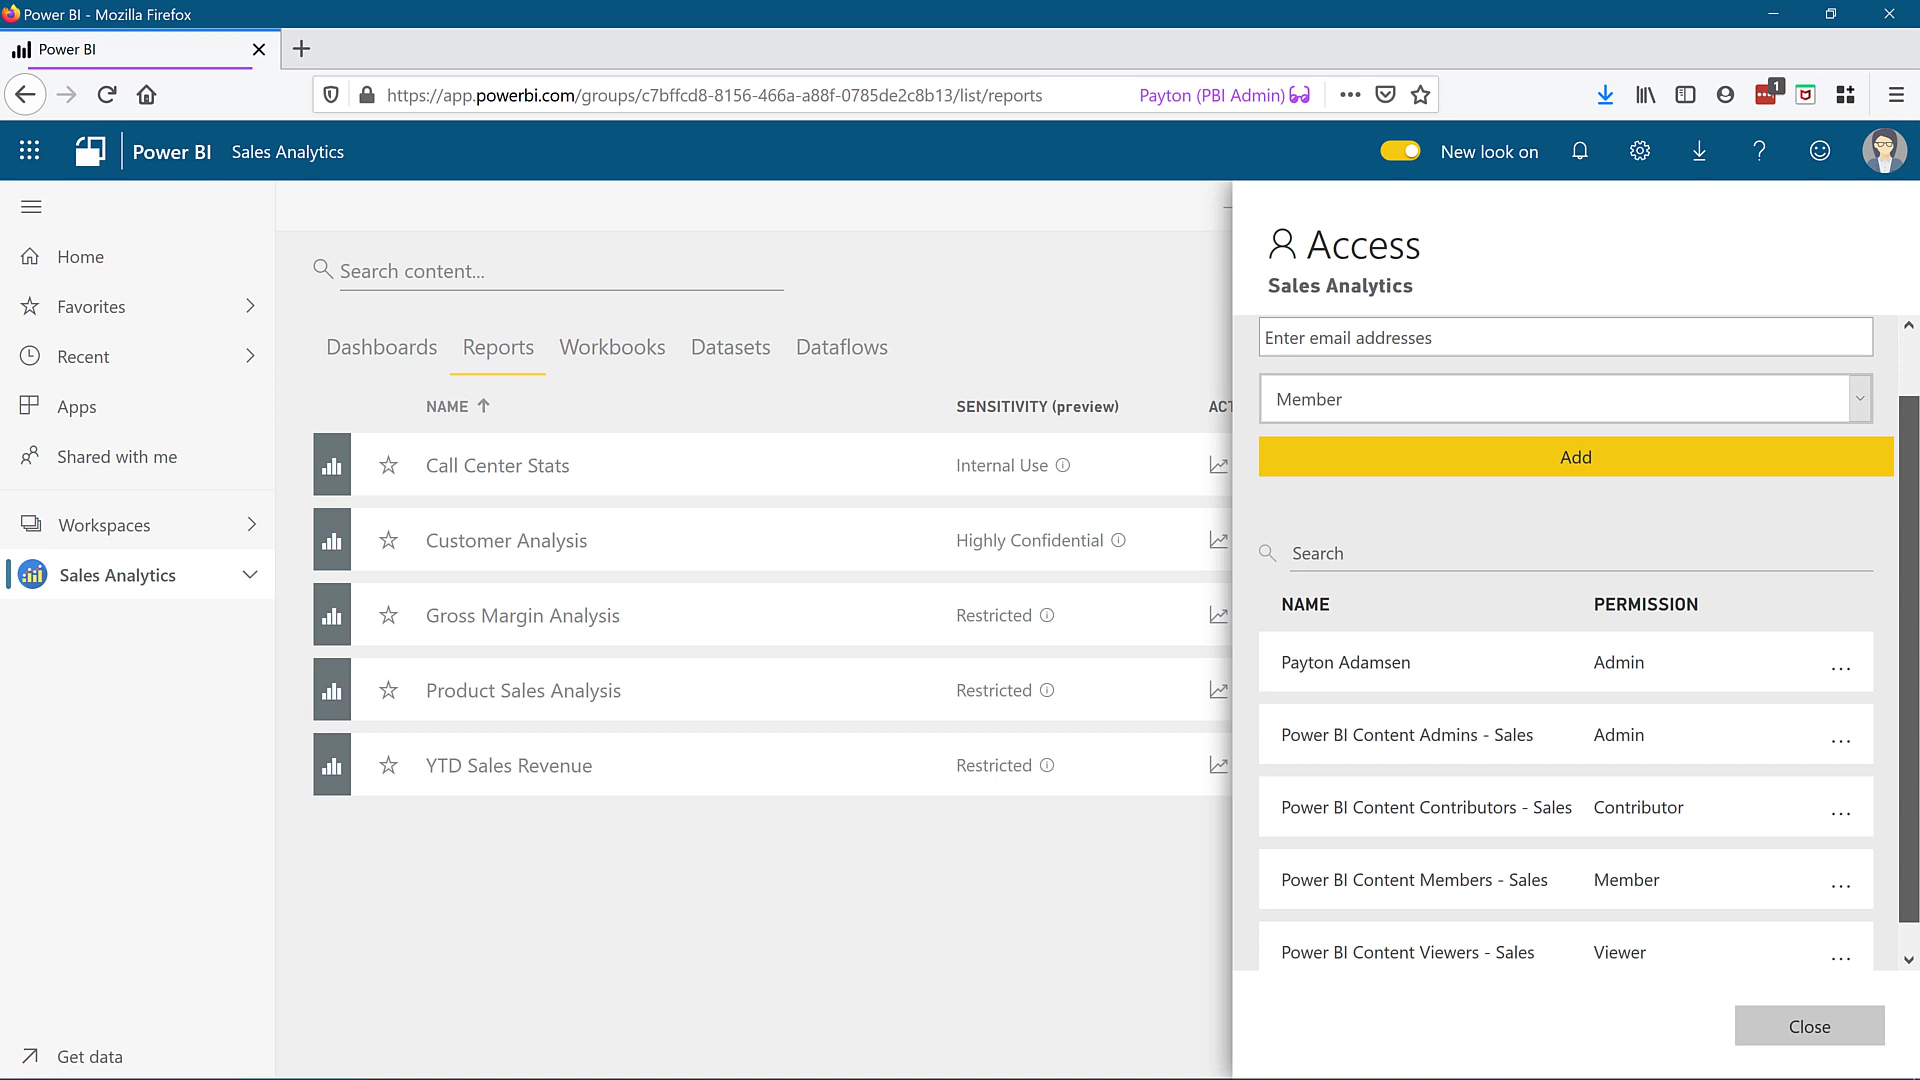 Power BI - Mozilla Firefox
Power BI
https://app.powerbi.com/groups/c7bffcd8-8156-466a-a88f-0785de2c8b13/list/reports
Payton (PBI Admin)
1
Power BI Sales Analytics
New look on
Home
Favorites
Recent
Apps
Shared with me
Workspaces
Sales Analytics
Get data
Search content...
Dashboards Reports Workbooks Datasets Dataflows
NAME SENSITIVITY (preview) ACT
Call Center Stats Internal Use
Customer Analysis Highly Confidential
Gross Margin Analysis Restricted
Product Sales Analysis Restricted
YTD Sales Revenue Restricted
Access
Sales Analytics
Enter email addresses
Member
Add
Search
NAME PERMISSION
Payton Adamsen Admin ...
Power BI Content Admins - Sales Admin ...
Power BI Content Contributors - Sales Contributor ...
Power BI Content Members - Sales Member ...
Power BI Content Viewers - Sales Viewer ...
Close